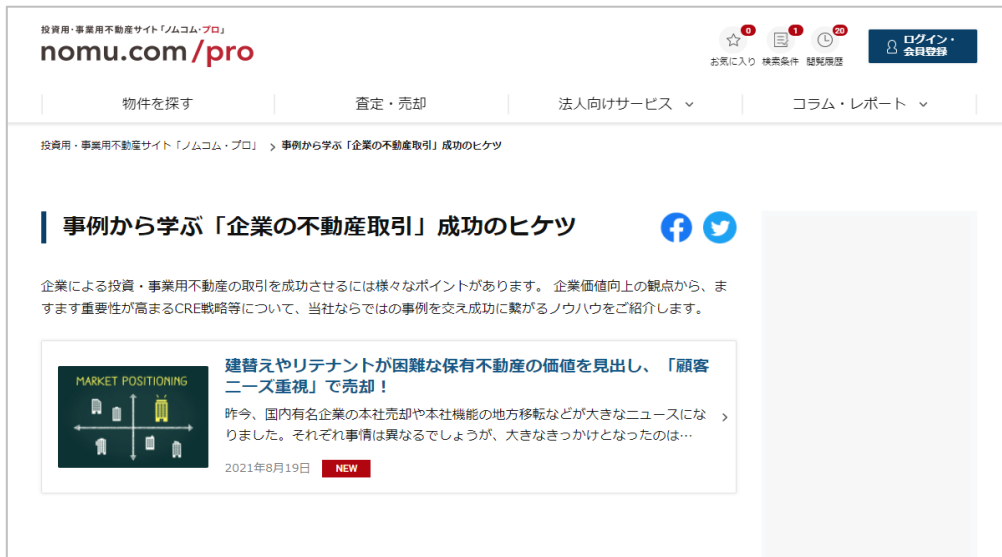 投資用・事業用不動産サイト「ノムコム・プロ」
nomu.com/pro
0
1
20
お気に入り 検索条件 閲覧履歴
ログイン・
会員登録
物件を探す
査定・売却
法人向けサービス
コラム・レポート
投資用・事業用不動産サイト「ノムコム・プロ」 > 事例から学ぶ「企業の不動産取引」成功のヒケツ
事例から学ぶ「企業の不動産取引」成功のヒケツ
企業による投資・事業用不動産の取引を成功させるには様々なポイントがあります。 企業価値向上の観点から、ま
すます重要性が高まるCRE戦略等について、当社ならではの事例を交え成功に繋がるノウハウをご紹介します。
MARKET POSITIONING
建替えやリテナントが困難な保有不動産の価値を見出し、「顧客
ニーズ重視」で売却！
昨今、国内有名企業の本社売却や本社機能の地方移転などが大きなニュースにな
りました。それぞれ事情は異なるでしょうが、大きなきっかけとなったのは…
2021年8月19日 NEW